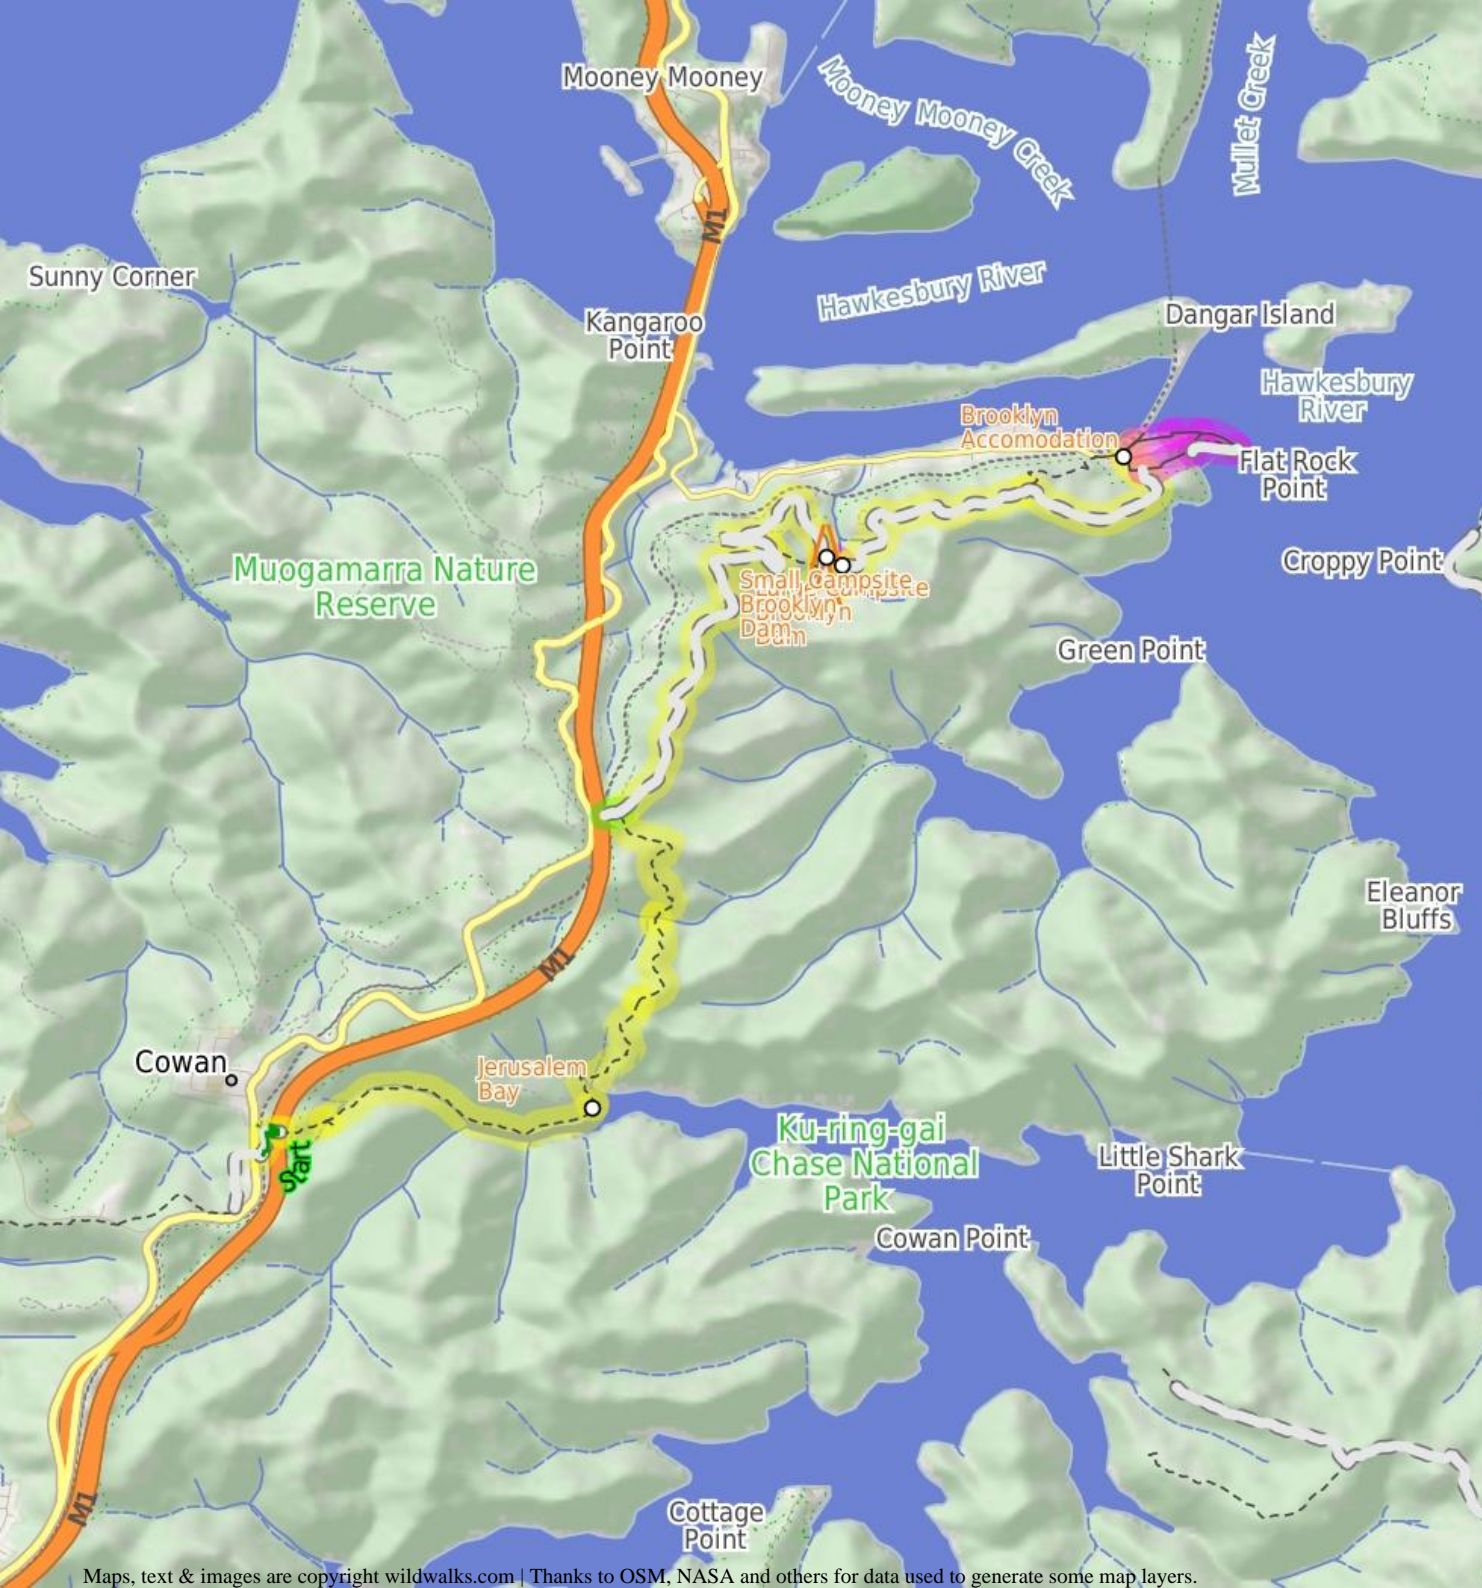 Mooney Mooney
Mooney Mooney Creek
Mullet Creek
M1
Sunny Corner
Hawkesbury River
Kangaroo
Point
Dangar Island
Hawkesbury
River
Brooklyn
Accomodation
Flat Rock
Point
Croppy Point
Muogamarra Nature
Reserve
Small Campsite
Brooklyn
Dam
Green Point
Eleanor
Bluffs
M1
Cowan
Jerusalem
Bay
Start
Ku-ring-gai
Chase National
Park
Little Shark
Point
Cowan Point
M1
Cottage
Point
Maps, text & images are copyright wildwalks.com | Thanks to OSM, NASA and others for data used to generate some map layers.